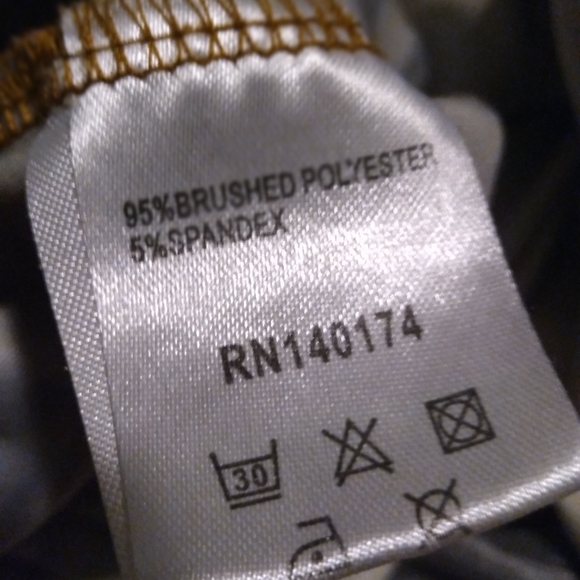 95%BRUSHED POLYESTER
5%SPANDEX
RN140174
30